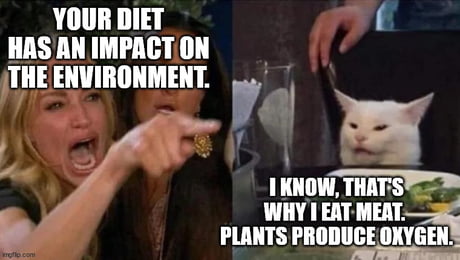 YOUR DIET
HAS AN IMPACT ON
THE ENVIRONMENT.
I KNOW, THAT'S
WHY I EAT MEAT.
PLANTS PRODUCE OXYGEN.
imgflip.com